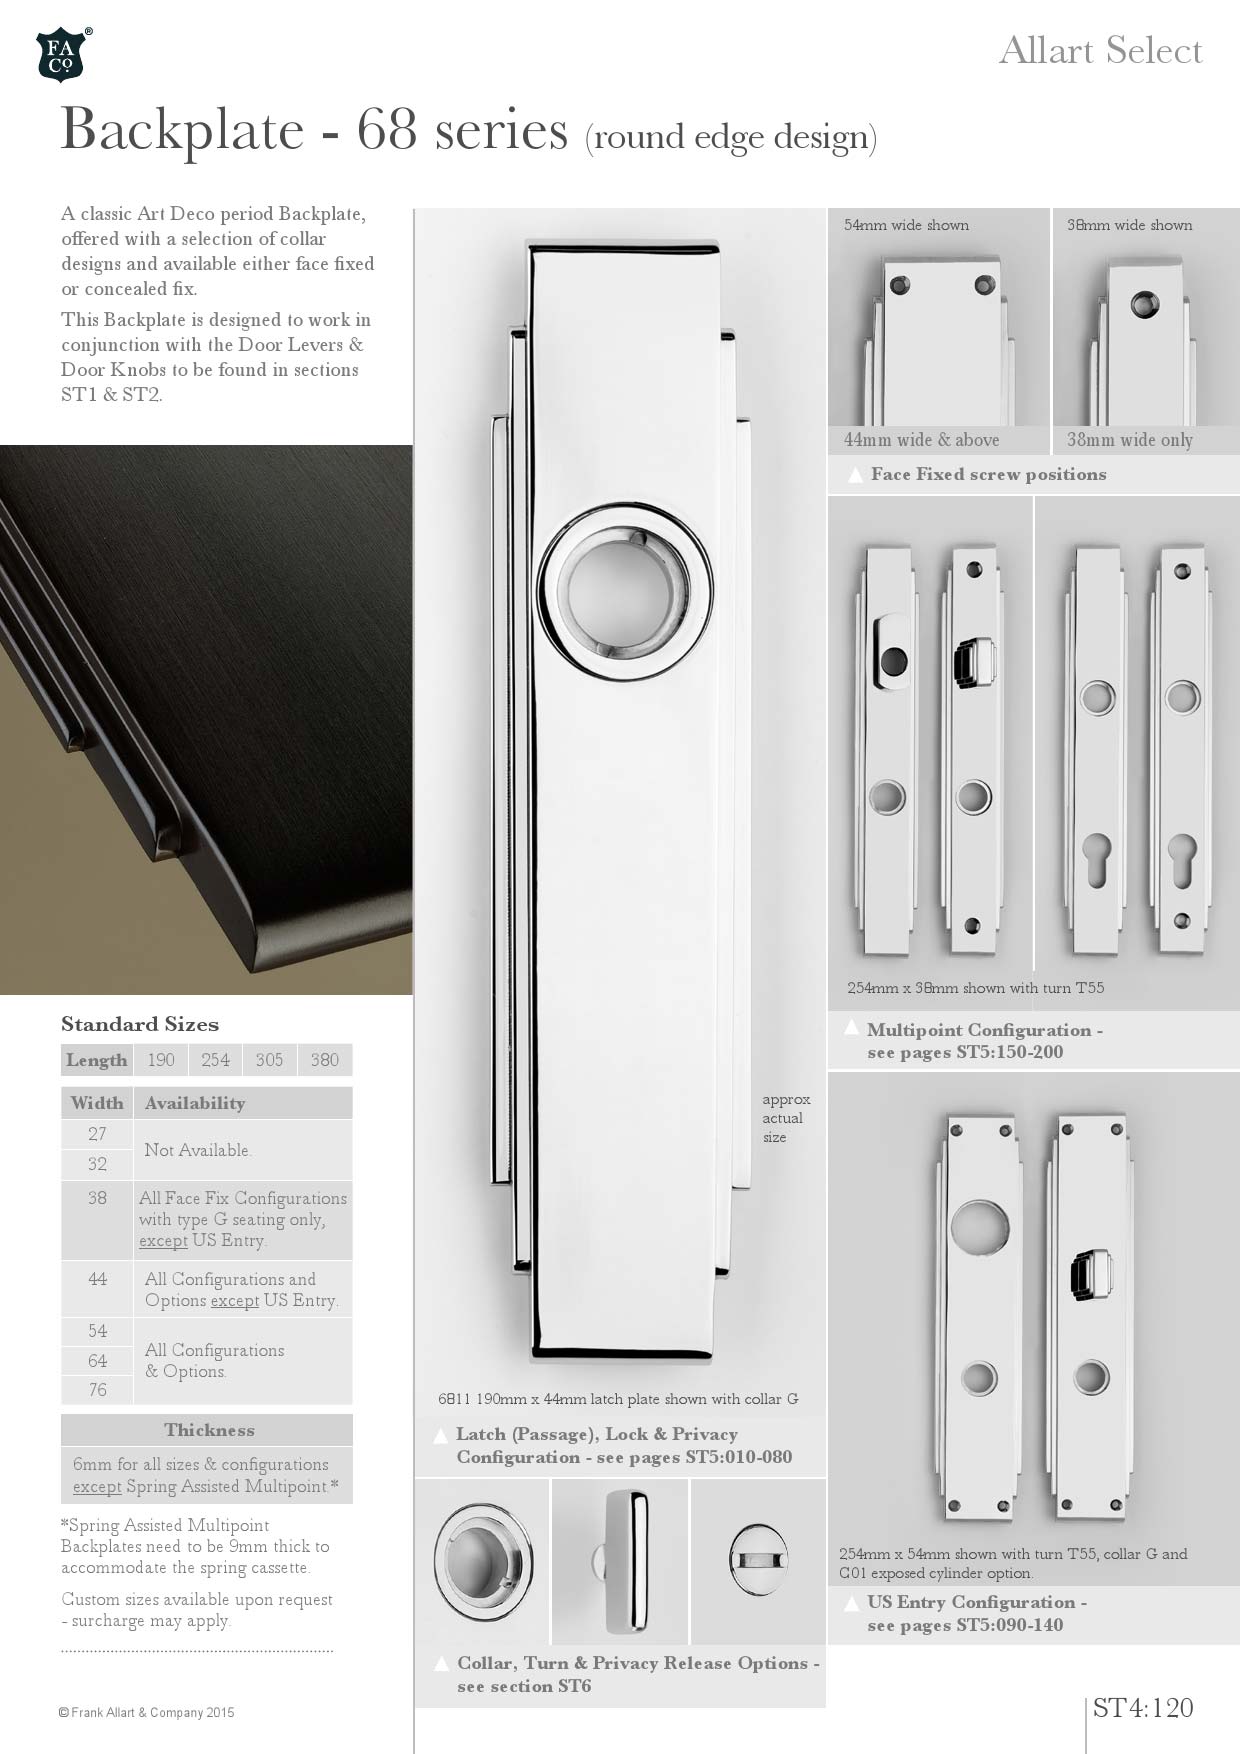 FA
Co.
®
Allart Select
Backplate - 68 series (round edge design)
A classic Art Deco period Backplate,
offered with a selection of collar
designs and available either face fixed
or concealed fix.
This Backplate is designed to work in
conjunction with the Door Levers &
Door Knobs to be found in sections
ST1 & ST2.
Standard Sizes
Length 190 254 305 380
Width Availability
27
32
Not Available.
38 All Face Fix Configurations
with type G seating only,
except US Entry.
44 All Configurations and
Options except US Entry.
54
64
76
All Configurations
& Options.
Thickness
6mm for all sizes & configurations
except Spring Assisted Multipoint.*
*Spring Assisted Multipoint
Backplates need to be 9mm thick to
accommodate the spring cassette.
Custom sizes available upon request
- surcharge may apply.
© Frank Allart & Company 2015
approx
actual
size
6811 190mm x 44mm latch plate shown with collar G
Latch (Passage), Lock & Privacy
Configuration - see pages ST5:010-080
Collar, Turn & Privacy Release Options -
see section ST6
54mm wide shown
44mm wide & above
38mm wide shown
38mm wide only
Face Fixed screw positions
254mm x 38mm shown with turn T55
Multipoint Configuration -
see pages ST5:150-200
254mm x 54mm shown with turn T55, collar G and
C01 exposed cylinder option.
US Entry Configuration -
see pages ST5:090-140
ST4:120